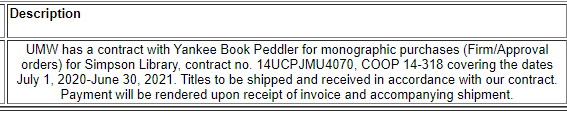 Description
UMW has a contract with Yankee Book Peddler for monographic purchases (Firm/Approval
orders) for Simpson Library, contract no. 14UCPJMU4070, COOP 14-318 covering the dates
July 1, 2020-June 30, 2021. Titles to be shipped and received in accordance with our contract.
Payment will be rendered upon receipt of invoice and accompanying shipment.